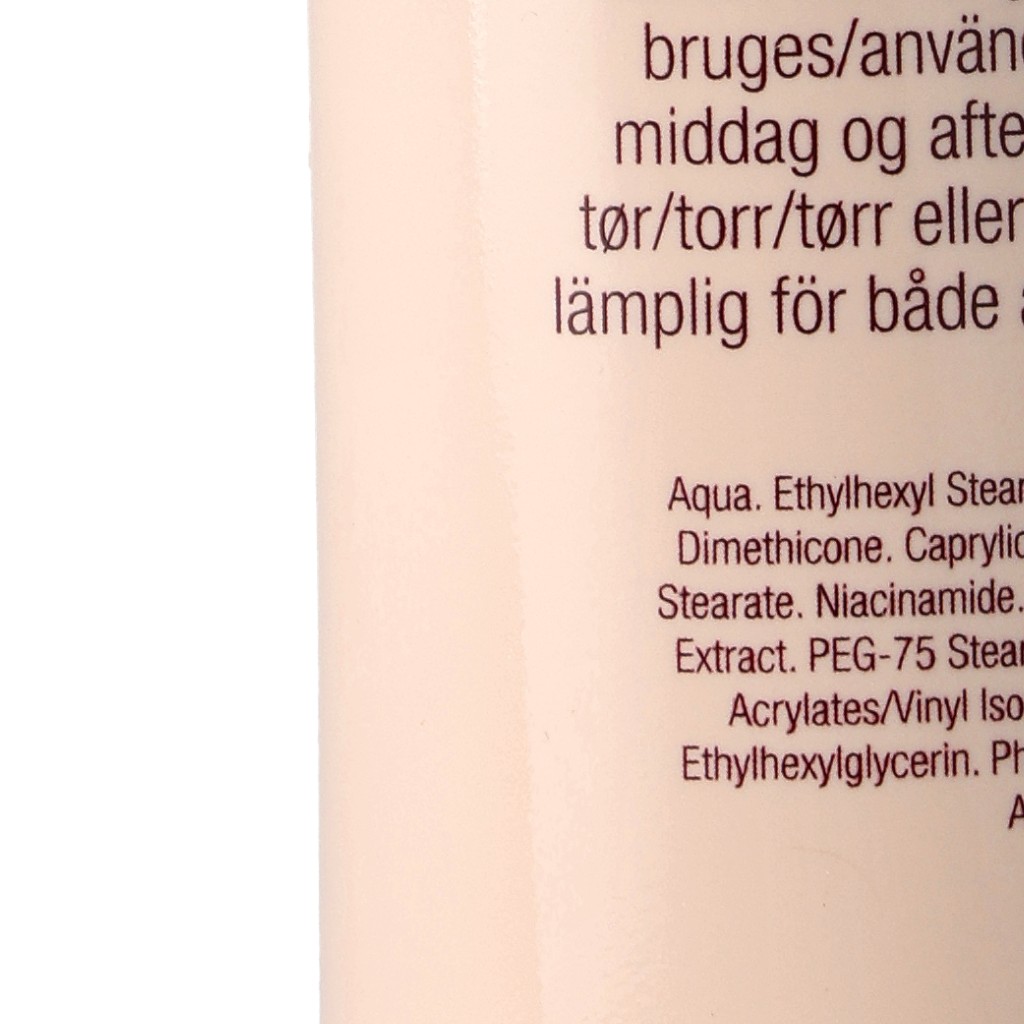 bruges/använ
middag og afte
tør/torr/tørr eller
lämplig för både
Aqua. Ethylhexyl Stear
Dimethicone. Caprylic
Stearate. Niacinamide.
Extract. PEG-75 Stear
Acrylates/Vinyl Iso
Ethylhexylglycerin. Ph
A